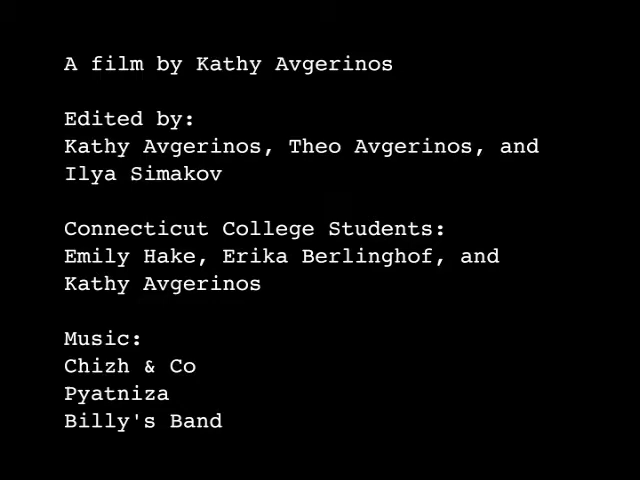 A film by Kathy Avgerinos
Edited by:
Kathy Avgerinos, Theo Avgerinos, and
Ilya Simakov
Connecticut College Students:
Emily Hake, Erika Berlinghof, and
Kathy Avgerinos
Music:
Chizh & Co
Pyatniza
Billy's Band